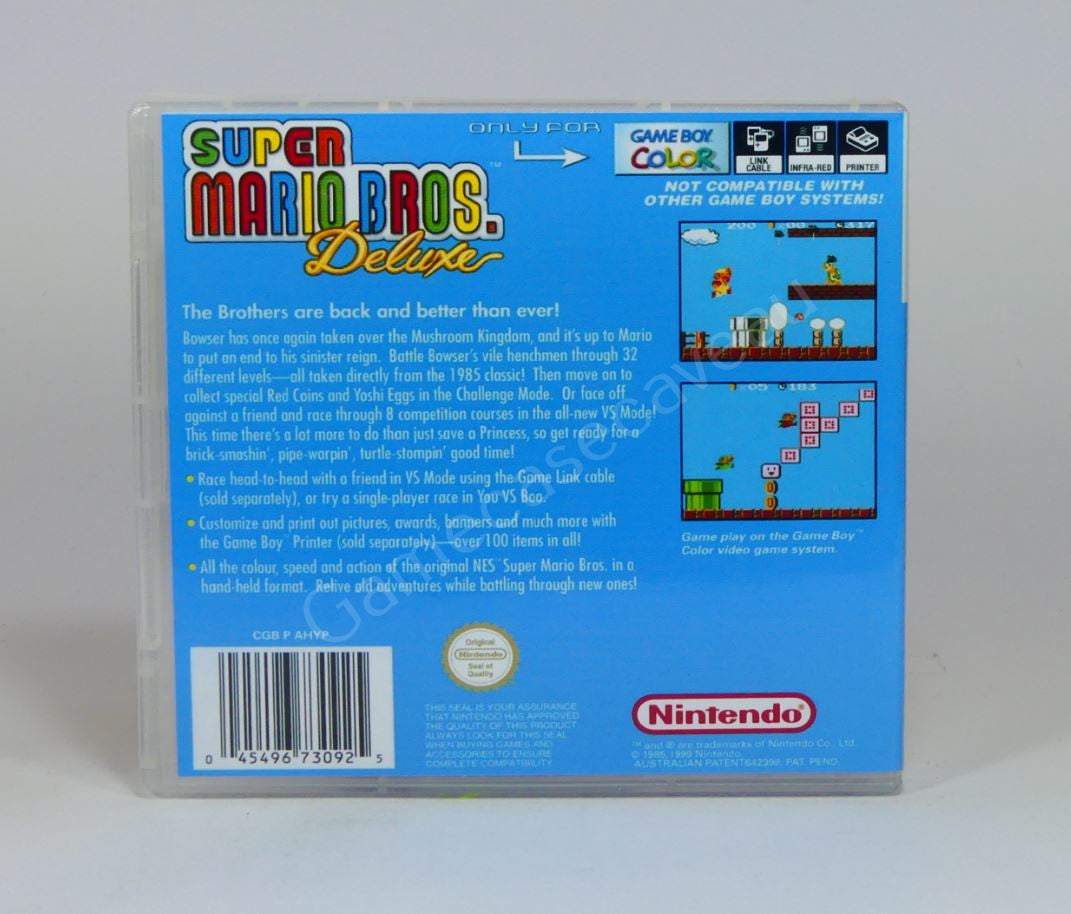 SUPER
MARIO BROS.™
Deluxe
ONLY FOR
GAME BOY
COLOR
LINK
CABLE
INFRA-RED
PRINTER
NOT COMPATIBLE WITH
OTHER GAME BOY SYSTEMS!
200 ×00 317
×05 183
Game play on the Game Boy™
Color video game system.
The Brothers are back and better than ever!
Bowser has once again taken over the Mushroom Kingdom, and it's up to Mario
to put an end to his sinister reign. Battle Bowser's vile henchmen through 32
different levels—all taken directly from the 1985 classic! Then move on to
collect special Red Coins and Yoshi Eggs in the Challenge Mode. Or face off
against a friend and race through 8 competition courses in the all-new VS Mode!
This time there's a lot more to do than just save a Princess, so get ready for a
brick-smashin', pipe-warpin', turtle-stompin' good time!
• Race head-to-head with a friend in VS Mode using the Game Link cable
(sold separately), or try a single-player race in You VS Boo.
• Customize and print out pictures, awards, banners and much more with
the Game Boy™ Printer (sold separately)—over 100 items in all!
• All the colour, speed and action of the original NES™ Super Mario Bros. in a
hand-held format. Relive old adventures while battling through new ones!
Gamecasecave.eu
CGB P AHYP
0 45496 73092 5
Original
Nintendo
Seal of
Quality
THIS SEAL IS YOUR ASSURANCE
THAT NINTENDO HAS APPROVED
THE QUALITY OF THIS PRODUCT
ALWAYS LOOK FOR THIS SEAL
WHEN BUYING GAMES AND
ACCESSORIES TO ENSURE
COMPLETE COMPATIBILITY
Nintendo®
™ and ® are trademarks of Nintendo Co., Ltd.
© 1985, 1999 Nintendo.
AUSTRALIAN PATENT642398. PAT. PEND.